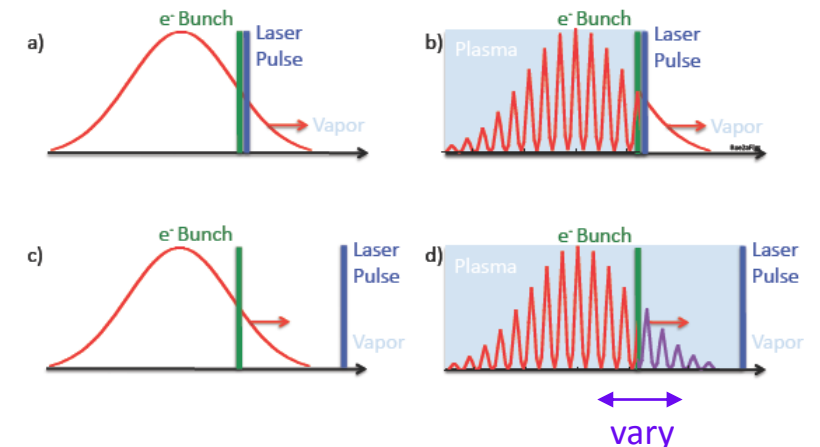 a)
e- Bunch
Laser
Pulse
Vapor
b)
e- Bunch
Laser
Pulse
Plasma
Vapor
c)
e- Bunch
Laser
Pulse
Vapor
d)
e- Bunch
Laser
Pulse
Plasma
Vapor
vary